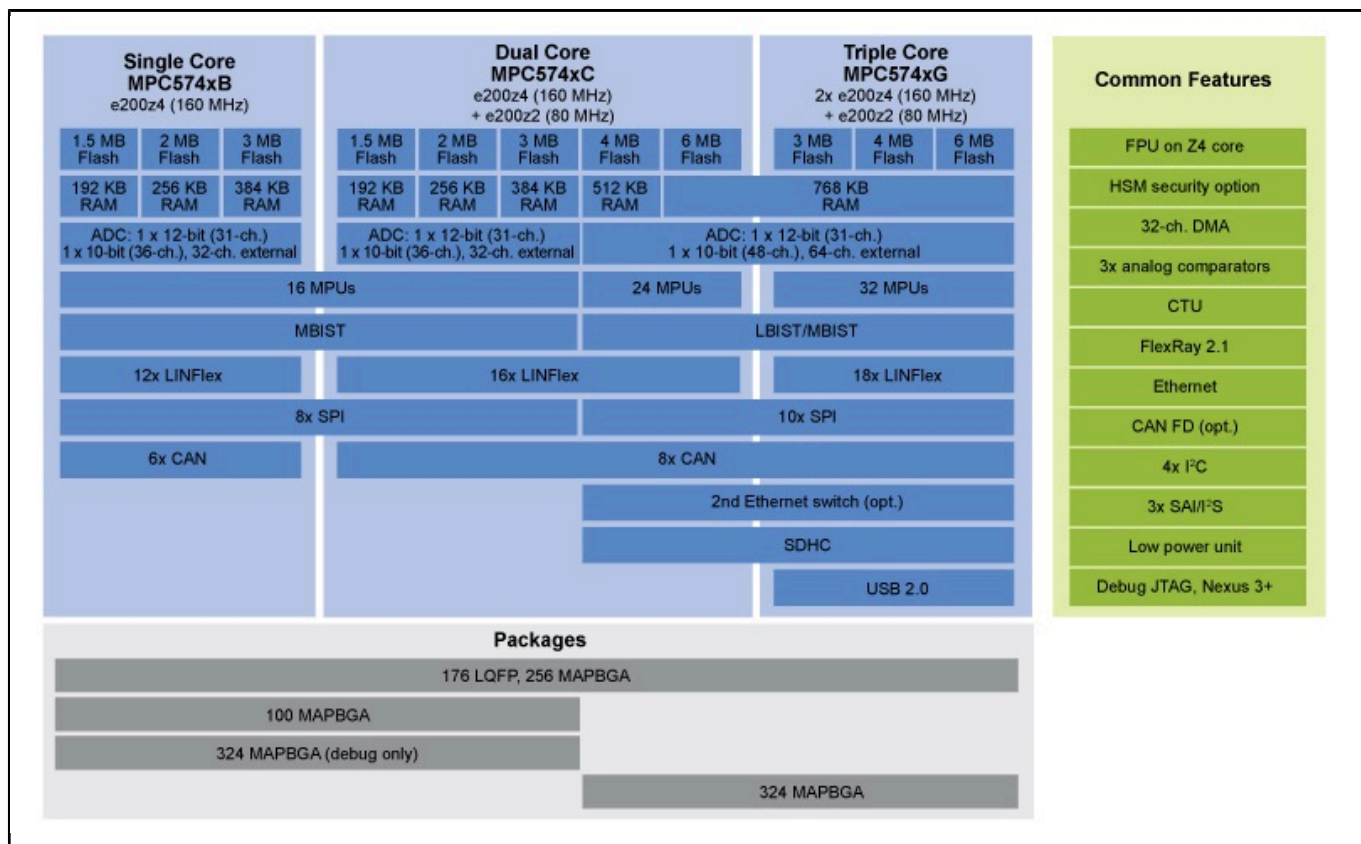 Single Core
MPC574xB
e200z4 (160 MHz)
Dual Core
MPC574xC
e200z4 (160 MHz)
+ e200z2 (80 MHz)
Triple Core
MPC574xG
2x e200z4 (160 MHz)
+ e200z2 (80 MHz)
1.5 MB
Flash
2 MB
Flash
3 MB
Flash
1.5 MB
Flash
2 MB
Flash
3 MB
Flash
4 MB
Flash
6 MB
Flash
3 MB
Flash
4 MB
Flash
6 MB
Flash
192 KB
RAM
256 KB
RAM
384 KB
RAM
192 KB
RAM
256 KB
RAM
384 KB
RAM
512 KB
RAM
768 KB
RAM
ADC: 1 x 12-bit (31-ch.)
1 x 10-bit (36-ch.), 32-ch. external
ADC: 1 x 12-bit (31-ch.)
1 x 10-bit (36-ch.), 32-ch. external
ADC: 1 x 12-bit (31-ch.)
1 x 10-bit (48-ch.), 64-ch. external
16 MPUs
24 MPUs
32 MPUs
MBIST
LBIST/MBIST
12x LINFlex
16x LINFlex
18x LINFlex
8x SPI
10x SPI
6x CAN
8x CAN
2nd Ethernet switch (opt.)
SDHC
USB 2.0
Common Features
FPU on Z4 core
HSM security option
32-ch. DMA
3x analog comparators
CTU
FlexRay 2.1
Ethernet
CAN FD (opt.)
4x I²C
3x SAI/I²S
Low power unit
Debug JTAG, Nexus 3+
Packages
176 LQFP, 256 MAPBGA
100 MAPBGA
324 MAPBGA (debug only)
324 MAPBGA